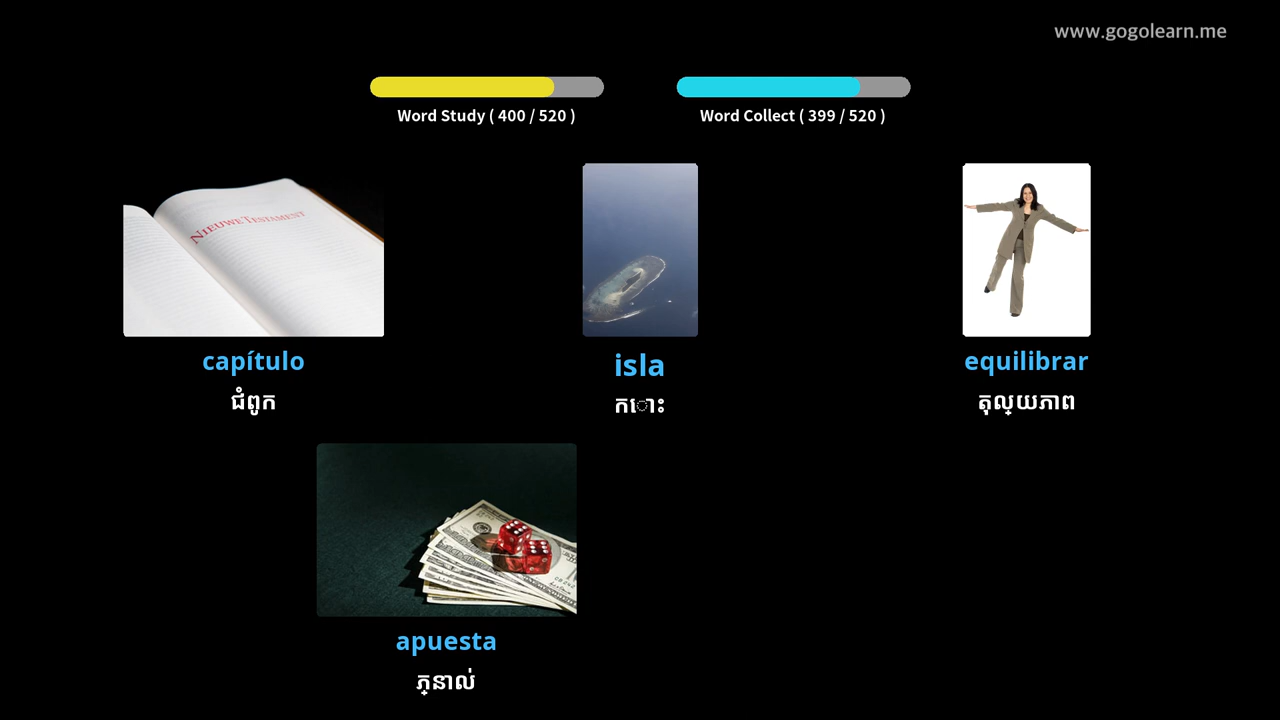 www.gogolearn.me
Word Study ( 400 / 520 )
Word Collect ( 399 / 520 )
NIEUWE TESTAMENT
capítulo
isla
equilibrar
ជំពូក
កោះ
តុល្យភាព
apuesta
ភ្នាល់